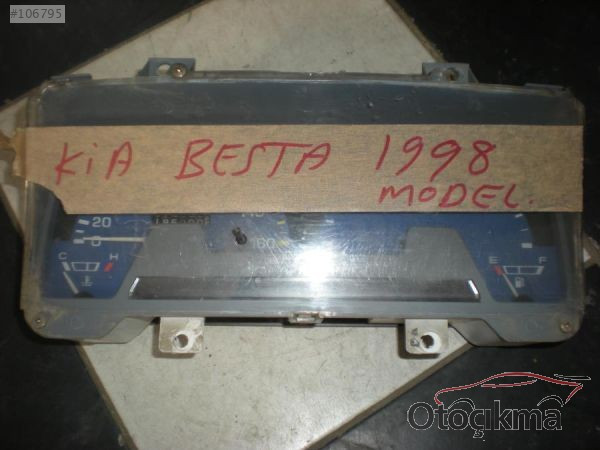 #106795
KiA BESTA 1998
MODEL.
20
0
160
C H
E F
Otoçıkma